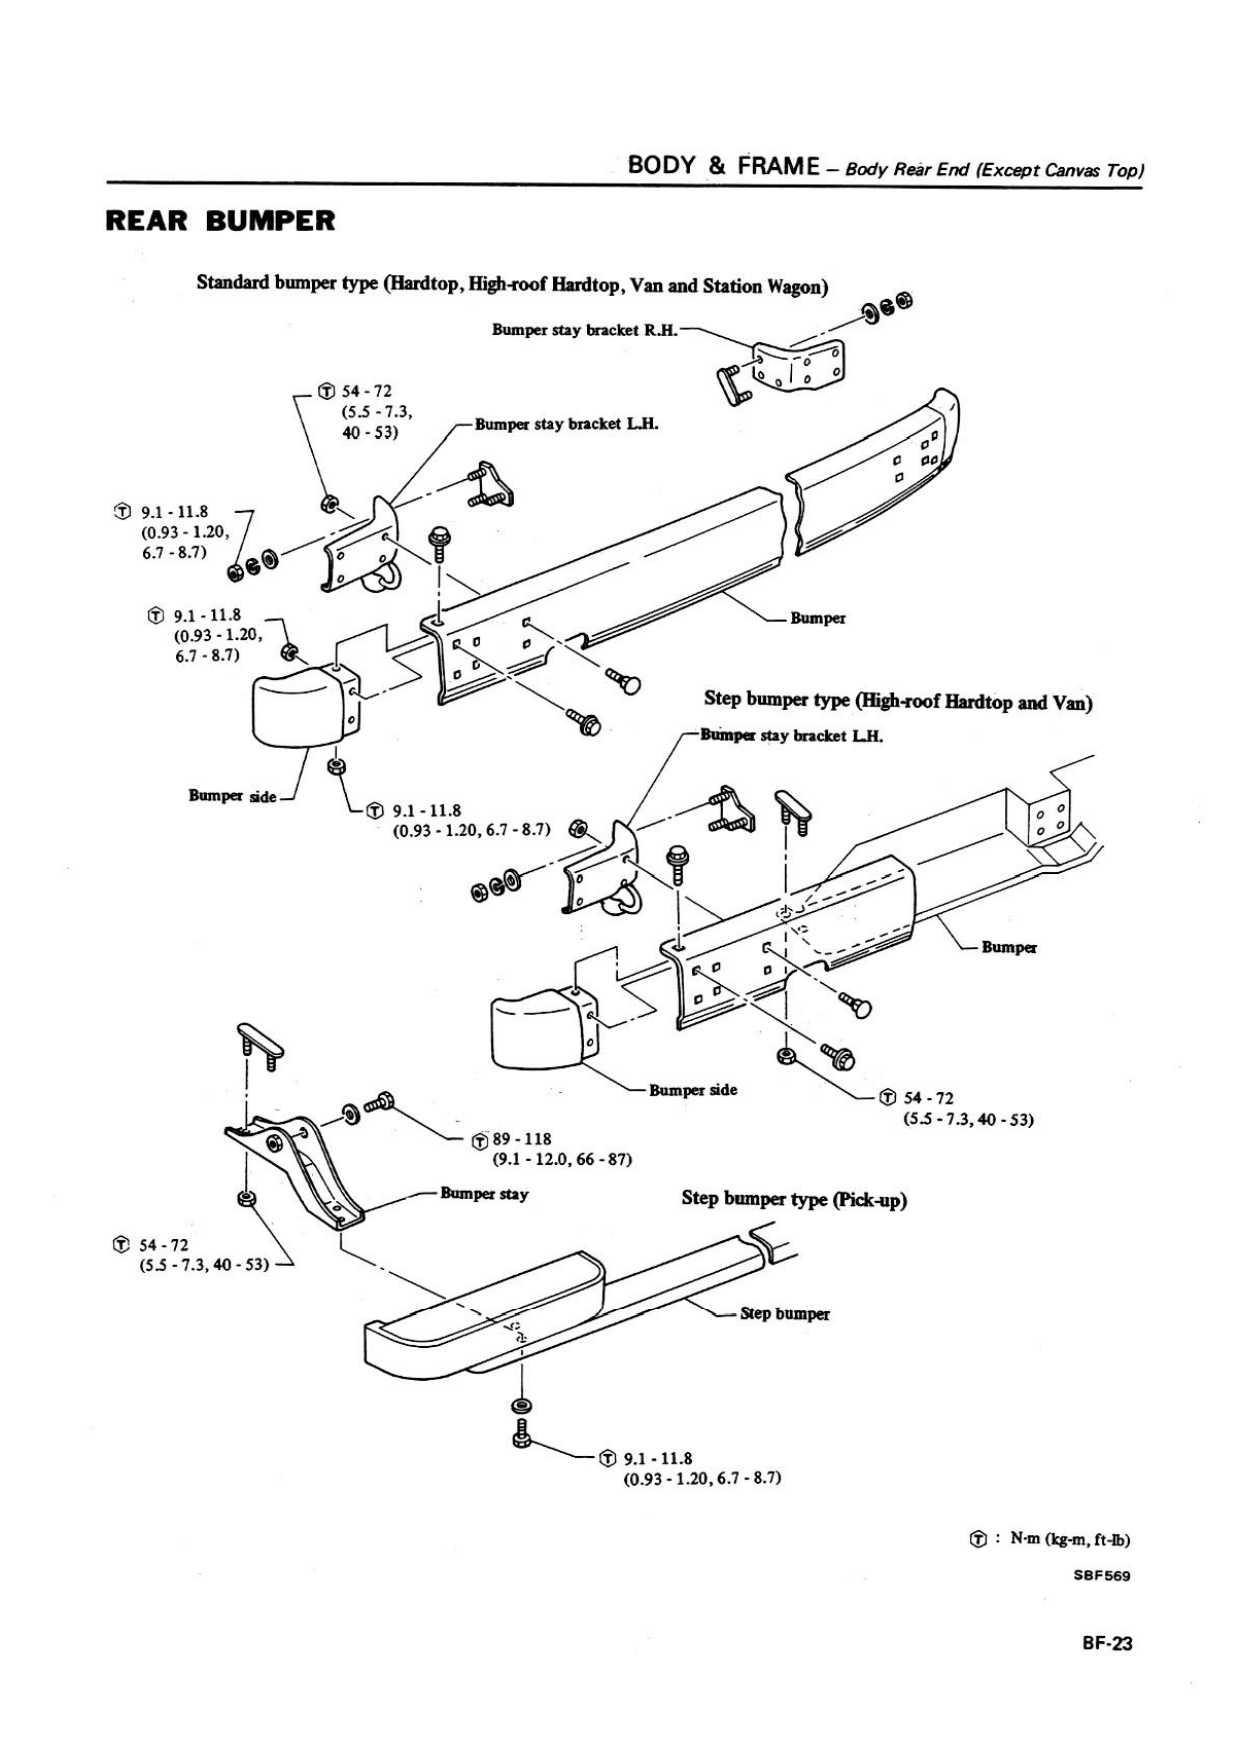 BODY & FRAME – Body Rear End (Except Canvas Top)
REAR BUMPER
Standard bumper type (Hardtop, High-roof Hardtop, Van and Station Wagon)
Bumper stay bracket R.H.
Ⓣ 54 - 72
(5.5 - 7.3,
40 - 53)
Bumper stay bracket L.H.
Ⓣ 9.1 - 11.8
(0.93 - 1.20,
6.7 - 8.7)
Ⓣ 9.1 - 11.8
(0.93 - 1.20,
6.7 - 8.7)
Bumper
Bumper side
Ⓣ 9.1 - 11.8
(0.93 - 1.20, 6.7 - 8.7)
Step bumper type (High-roof Hardtop and Van)
Bumper stay bracket L.H.
Bumper
Bumper side
Ⓣ 54 - 72
(5.5 - 7.3, 40 - 53)
Ⓣ 89 - 118
(9.1 - 12.0, 66 - 87)
Bumper stay
Step bumper type (Pick-up)
Ⓣ 54 - 72
(5.5 - 7.3, 40 - 53)
Step bumper
Ⓣ 9.1 - 11.8
(0.93 - 1.20, 6.7 - 8.7)
Ⓣ : N·m (kg-m, ft-lb)
SBF569
BF-23